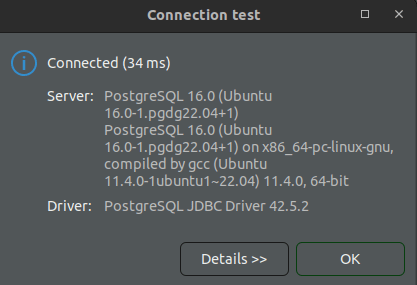 Connection test
Connected (34 ms)
Server: PostgreSQL 16.0 (Ubuntu
16.0-1.pgdg22.04+1)
PostgreSQL 16.0 (Ubuntu
16.0-1.pgdg22.04+1) on x86_64-pc-linux-gnu,
compiled by gcc (Ubuntu
11.4.0-1ubuntu1~22.04) 11.4.0, 64-bit
Driver: PostgreSQL JDBC Driver 42.5.2
Details >>
OK